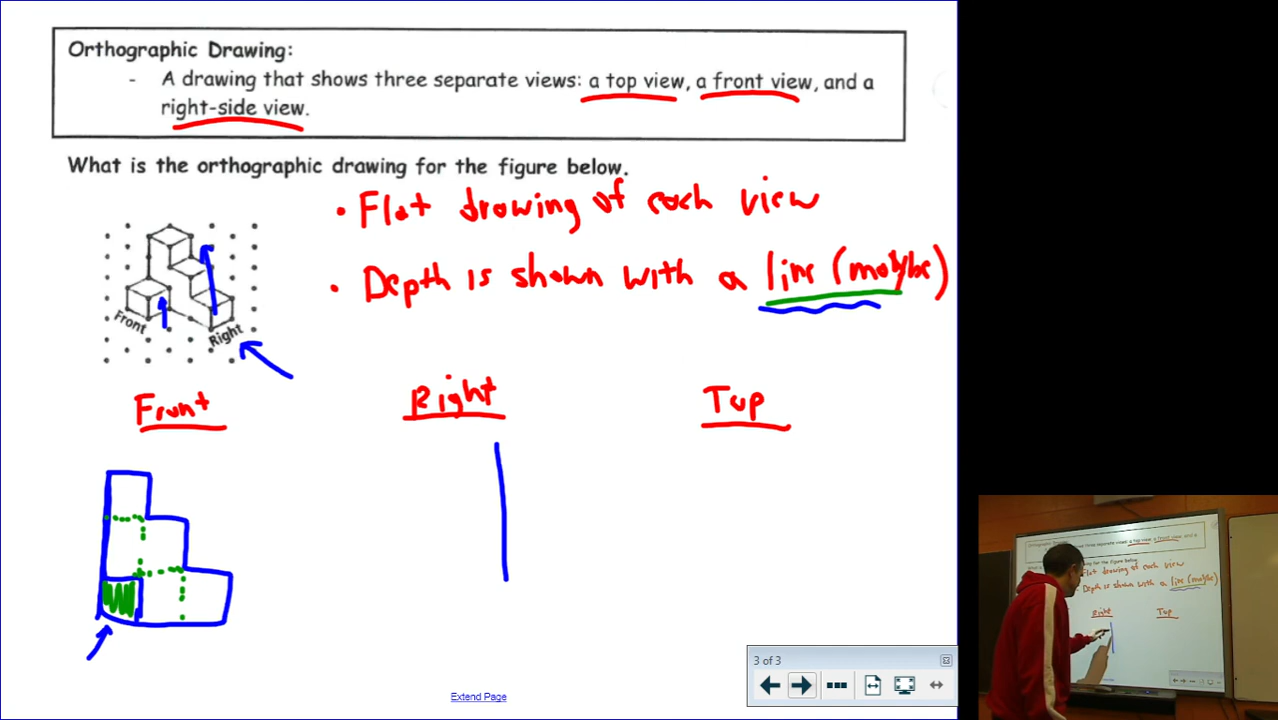 Orthographic Drawing:
- A drawing that shows three separate views: a top view, a front view, and a
right-side view.
What is the orthographic drawing for the figure below.
• Flat drawing of each view
• Depth is shown with a line (maybe)
Front
Right
Front
Right
Top
3 of 3
Extend Page